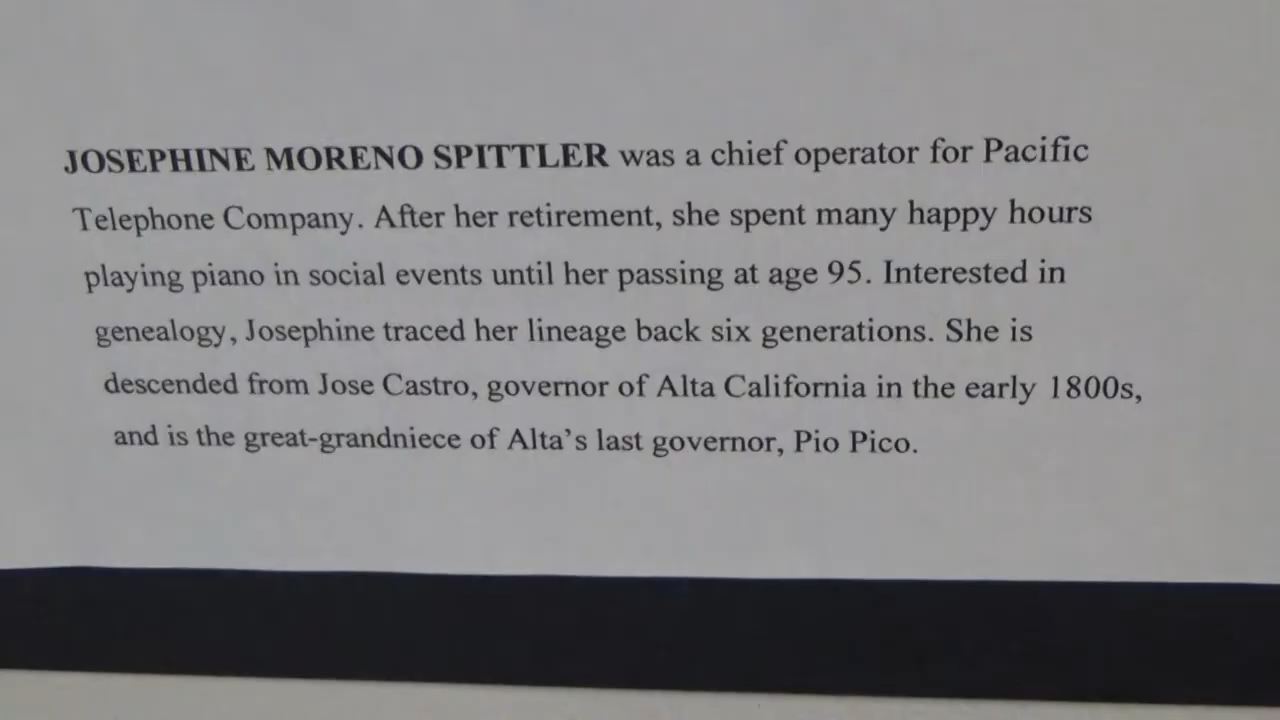 JOSEPHINE MORENO SPITTLER was a chief operator for Pacific
Telephone Company. After her retirement, she spent many happy hours
playing piano in social events until her passing at age 95. Interested in
genealogy, Josephine traced her lineage back six generations. She is
descended from Jose Castro, governor of Alta California in the early 1800s,
and is the great-grandniece of Alta’s last governor, Pio Pico.